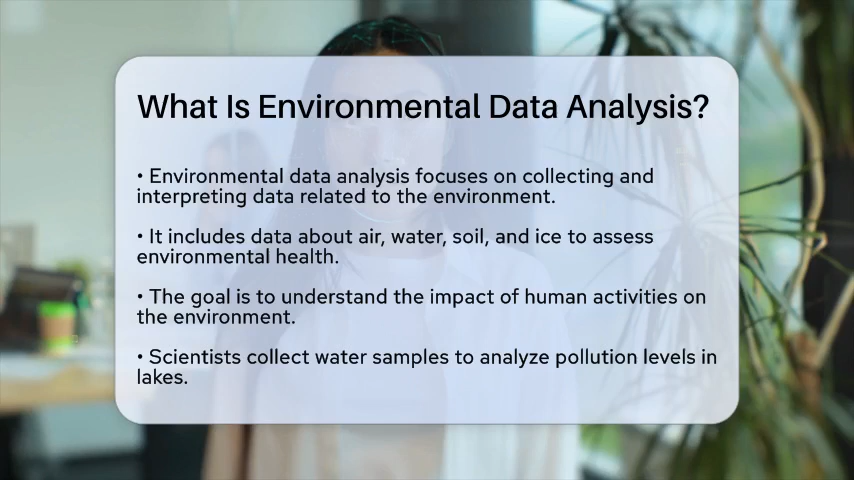 What Is Environmental Data Analysis?
• Environmental data analysis focuses on collecting and
interpreting data related to the environment.
• It includes data about air, water, soil, and ice to assess
environmental health.
• The goal is to understand the impact of human activities on
the environment.
• Scientists collect water samples to analyze pollution levels in
lakes.